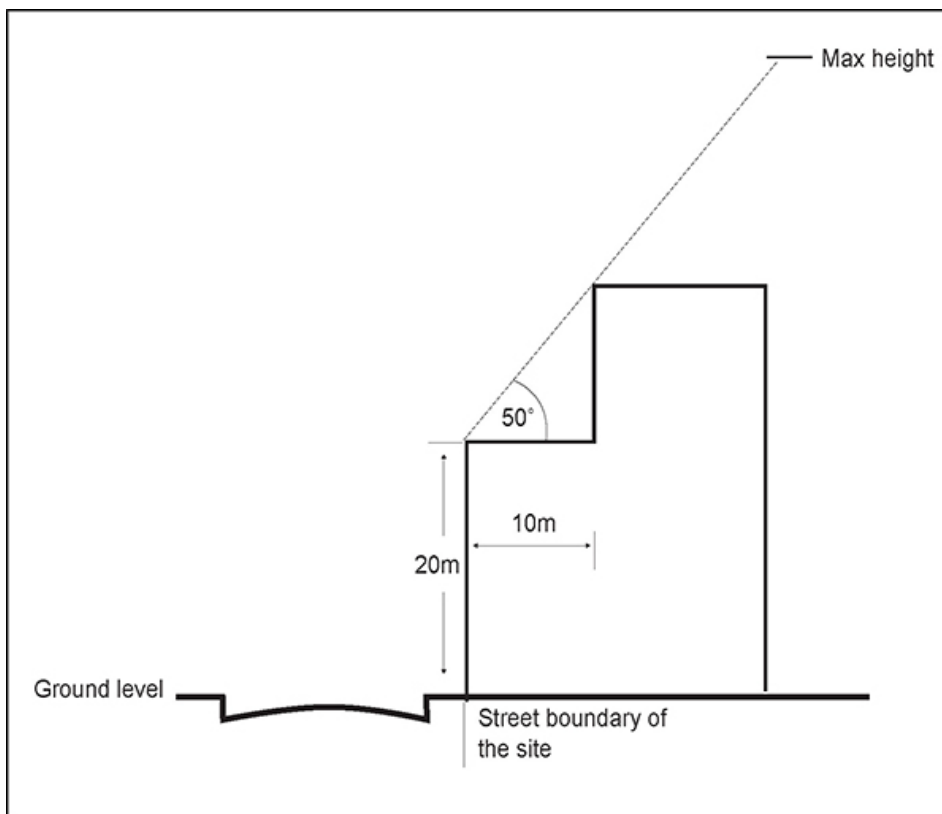 Max height
50°
10m
20m
Ground level
Street boundary of
the site